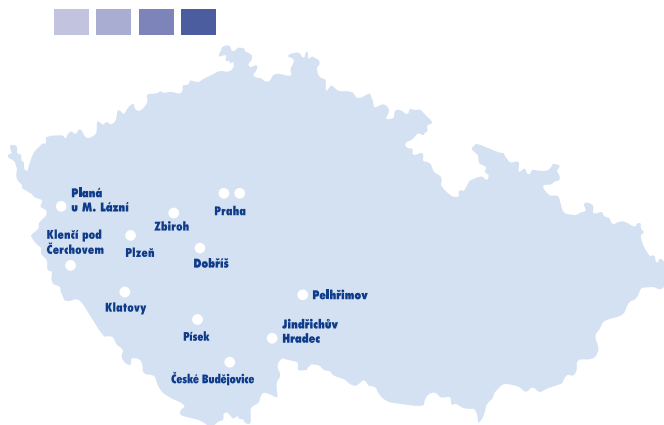 Planá
u M. Lázní
Praha
Zbiroh
Klenčí pod
Čerchovem
Plzeň
Dobříš
Pelhřimov
Klatovy
Jindřichův
Hradec
Písek
České Budějovice